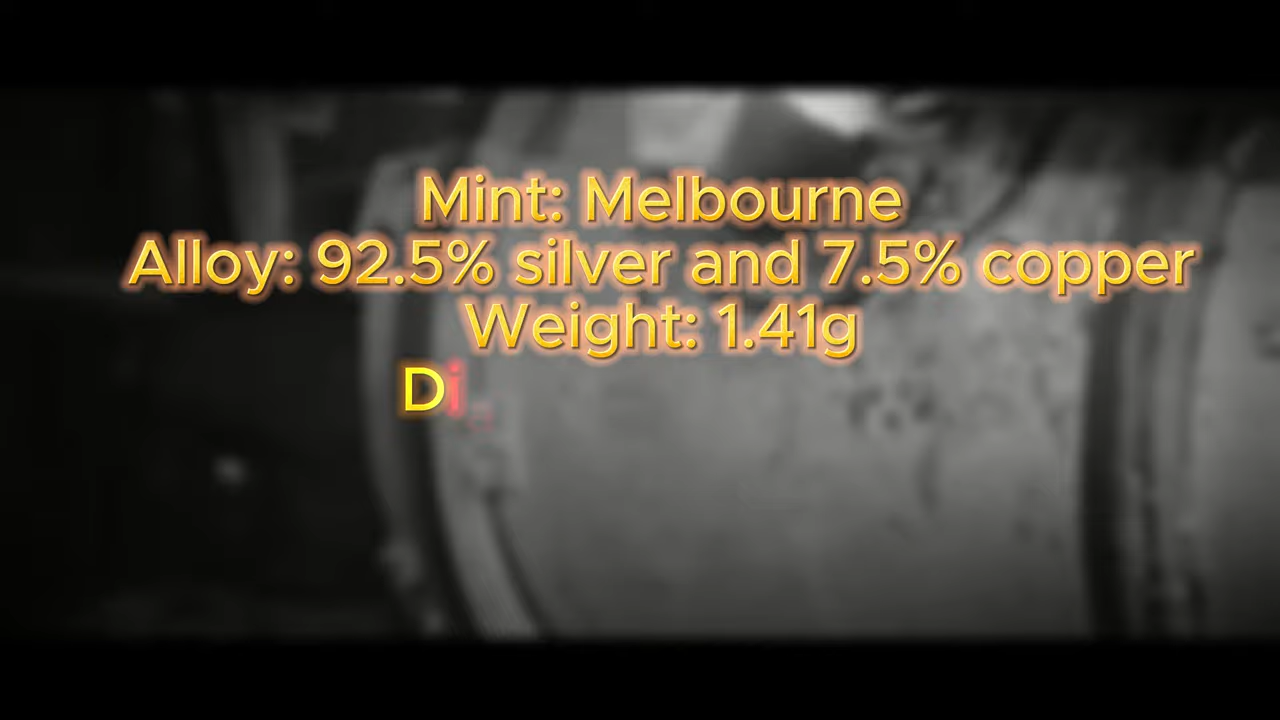 Mint: Melbourne
Alloy: 92.5% silver and 7.5% copper
Weight: 1.41g
Di